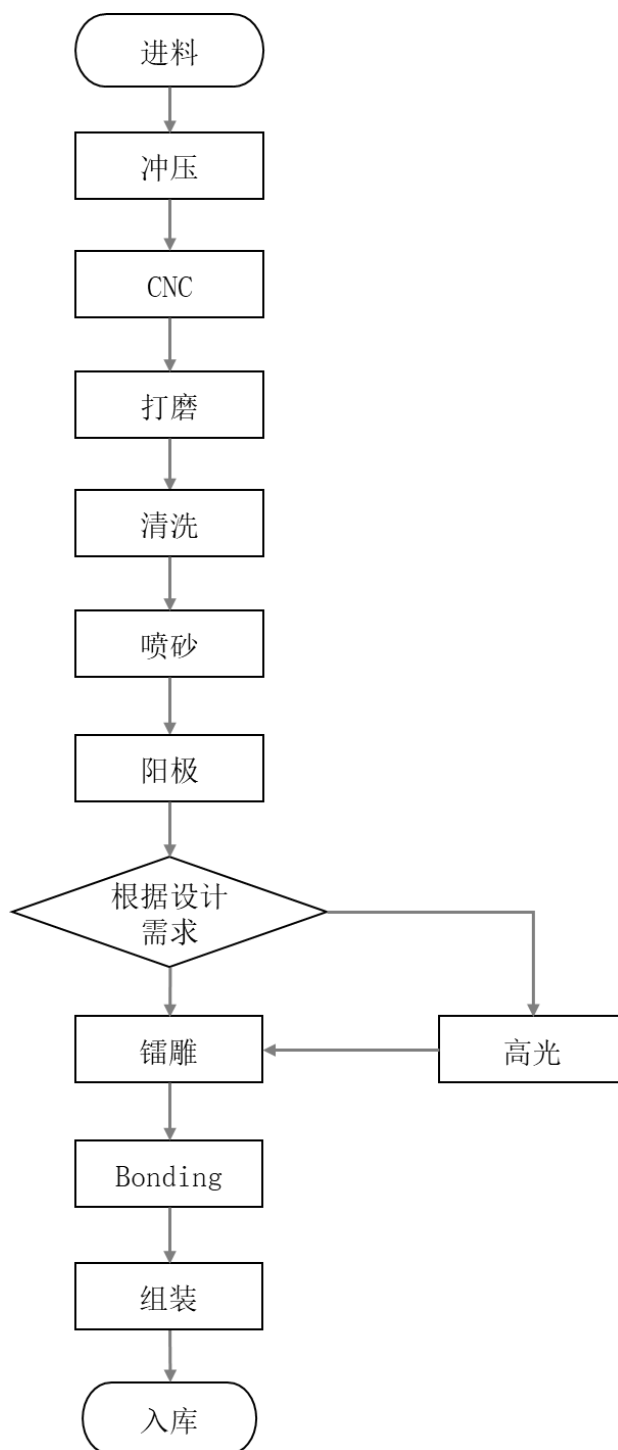 进料
冲压
CNC
打磨
清洗
喷砂
阳极
根据设计
需求
镭雕
高光
Bonding
组装
入库